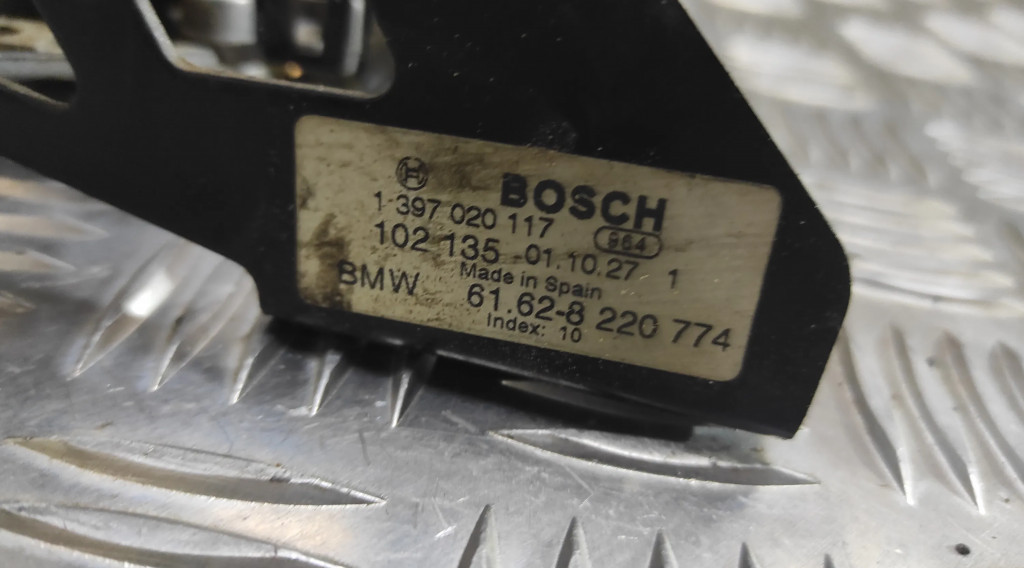 BOSCH
1 397 020 117
964
102 135 01.10.27 1
Made in Spain
BMW 61.62-8 220 774
Index: 10